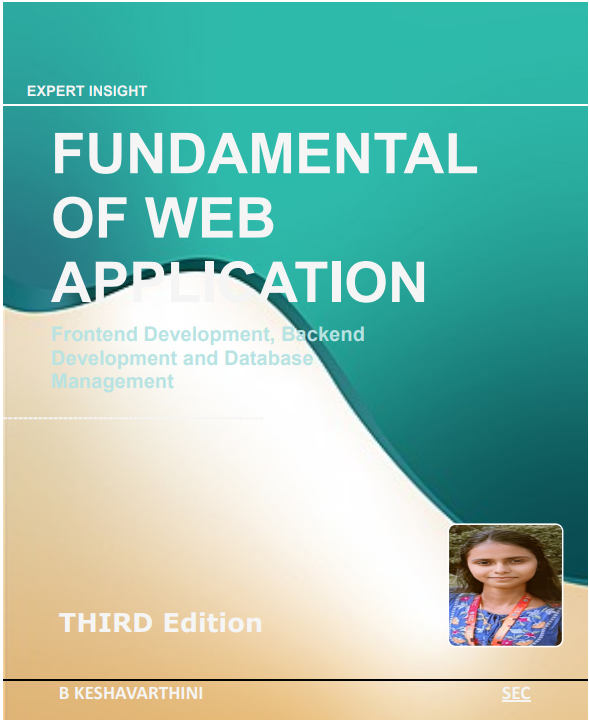 EXPERT INSIGHT
FUNDAMENTAL
OF WEB
APPLICATION
Frontend Development, Backend
Development and Database
Management
THIRD Edition
B KESHAVARTHINI
SEC